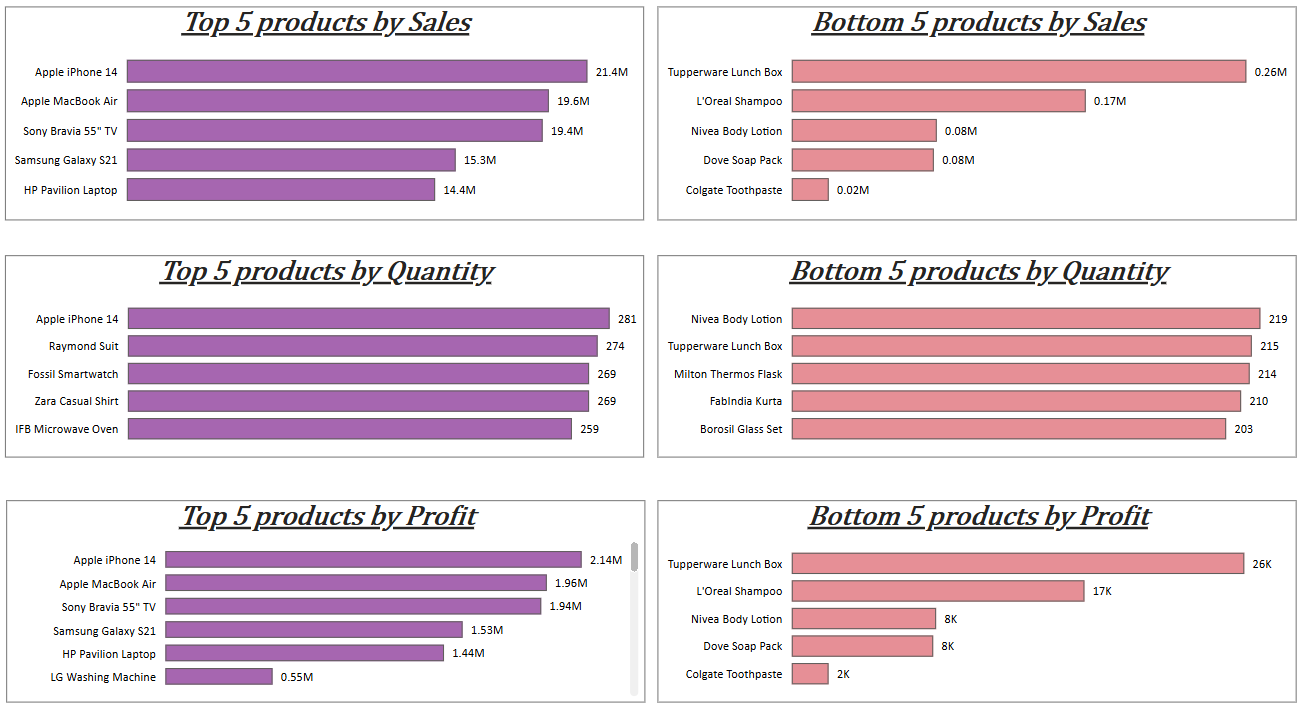 Top 5 products by Sales
Apple iPhone 14 21.4M
Apple MacBook Air 19.6M
Sony Bravia 55" TV 19.4M
Samsung Galaxy S21 15.3M
HP Pavilion Laptop 14.4M
Bottom 5 products by Sales
Tupperware Lunch Box 0.26M
L'Oreal Shampoo 0.17M
Nivea Body Lotion 0.08M
Dove Soap Pack 0.08M
Colgate Toothpaste 0.02M
Top 5 products by Quantity
Apple iPhone 14 281
Raymond Suit 274
Fossil Smartwatch 269
Zara Casual Shirt 269
IFB Microwave Oven 259
Bottom 5 products by Quantity
Nivea Body Lotion 219
Tupperware Lunch Box 215
Milton Thermos Flask 214
FabIndia Kurta 210
Borosil Glass Set 203
Top 5 products by Profit
Apple iPhone 14 2.14M
Apple MacBook Air 1.96M
Sony Bravia 55" TV 1.94M
Samsung Galaxy S21 1.53M
HP Pavilion Laptop 1.44M
LG Washing Machine 0.55M
Bottom 5 products by Profit
Tupperware Lunch Box 26K
L'Oreal Shampoo 17K
Nivea Body Lotion 8K
Dove Soap Pack 8K
Colgate Toothpaste 2K